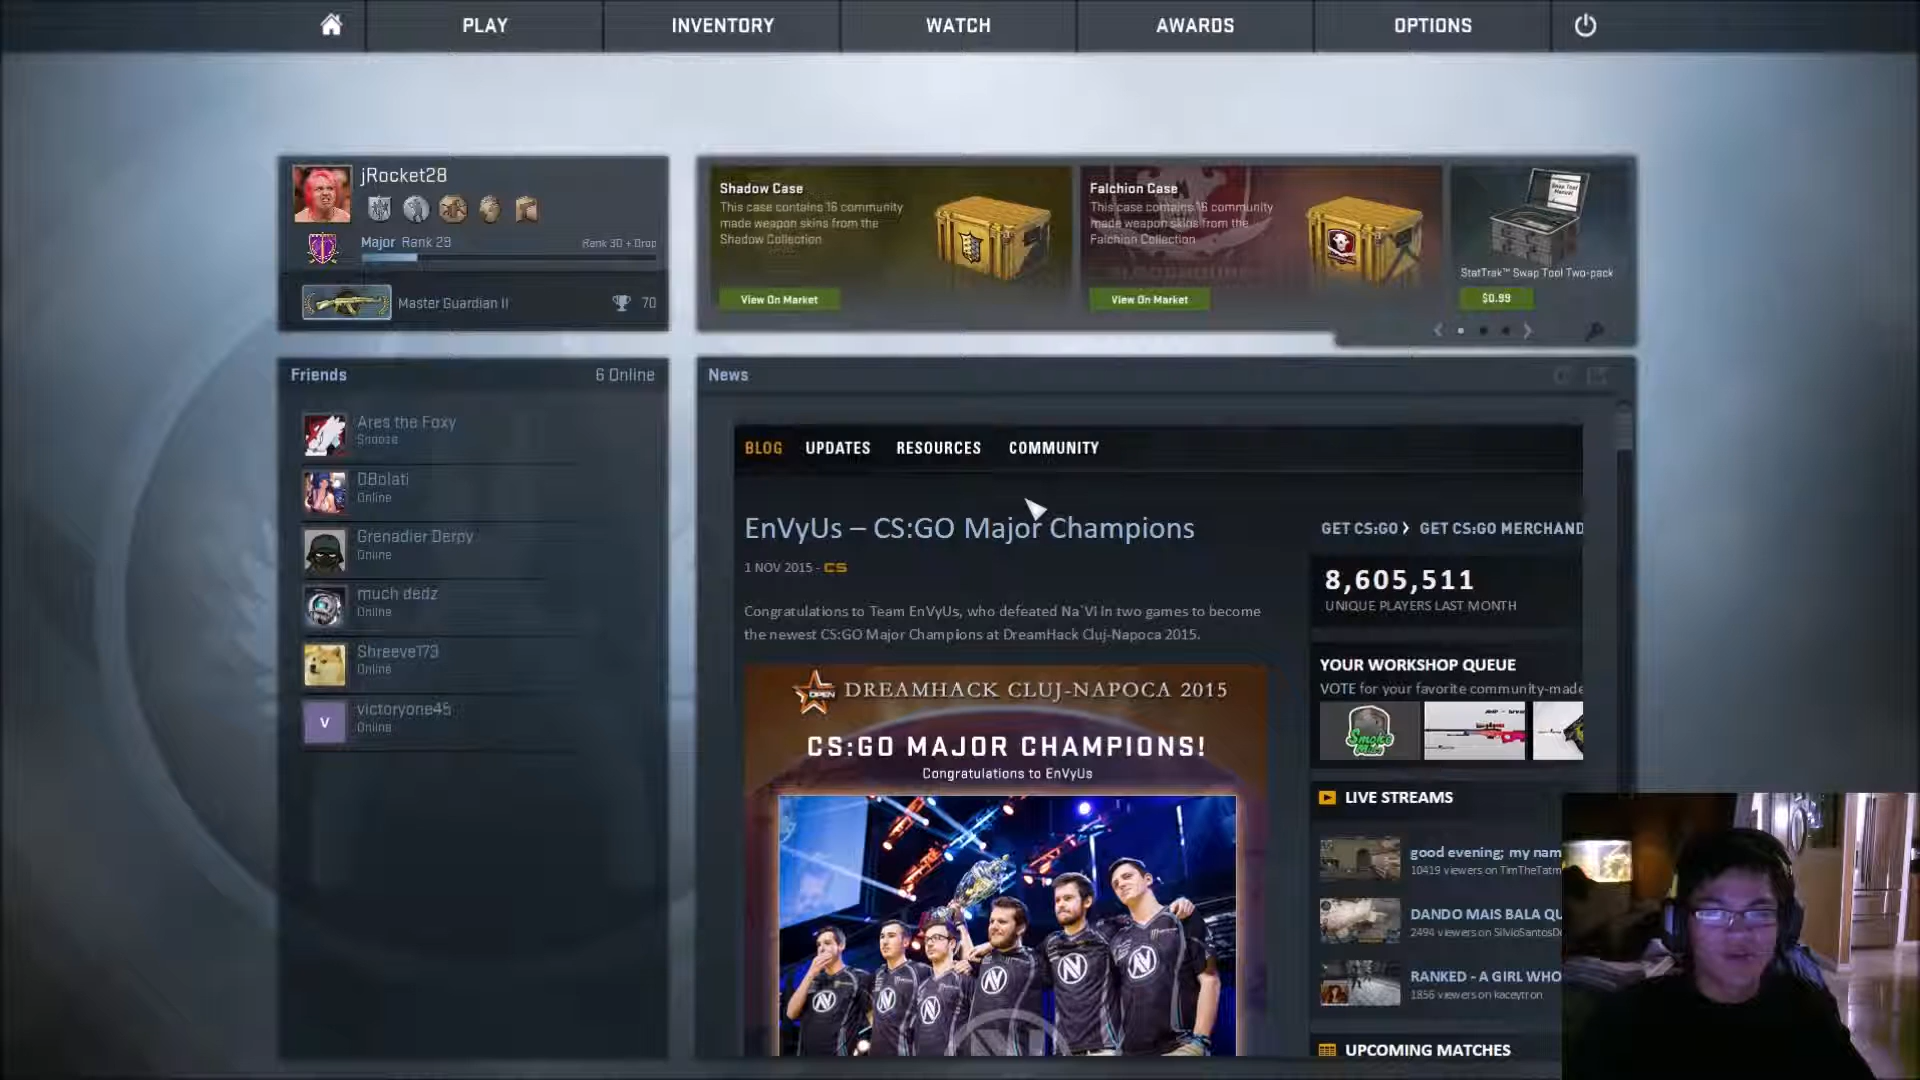 PLAY
INVENTORY
WATCH
AWARDS
OPTIONS
jRocket28
Major Rank 29
Rank 30 + Drop
Master Guardian II
70
Shadow Case
This case contains 16 community
made weapon skins from the
Shadow Collection
View On Market
Falchion Case
This case contains 16 community
made weapon skins from the
Falchion Collection
View On Market
StatTrak™ Swap Tool Two-pack
$0.99
Friends
6 Online
Ares the Foxy
Snooze
DBolati
Online
Grenadier Derpy
Online
much dedz
Online
Shreeve173
Online
V
victoryone45
Online
News
BLOG
UPDATES
RESOURCES
COMMUNITY
EnVyUs – CS:GO Major Champions
1 NOV 2015 - CS
Congratulations to Team EnVyUs, who defeated Na`Vi in two games to become
the newest CS:GO Major Champions at DreamHack Cluj-Napoca 2015.
OPEN
DREAMHACK CLUJ-NAPOCA 2015
CS:GO MAJOR CHAMPIONS!
Congratulations to EnVyUs
GET CS:GO
GET CS:GO MERCHAND
8,605,511
UNIQUE PLAYERS LAST MONTH
YOUR WORKSHOP QUEUE
VOTE for your favorite community-made
LIVE STREAMS
good evening; my nam
10419 viewers on TimTheTatm
DANDO MAIS BALA QU
2494 viewers on SilvioSantosDo
RANKED - A GIRL WHO
1856 viewers on kaceytron
UPCOMING MATCHES